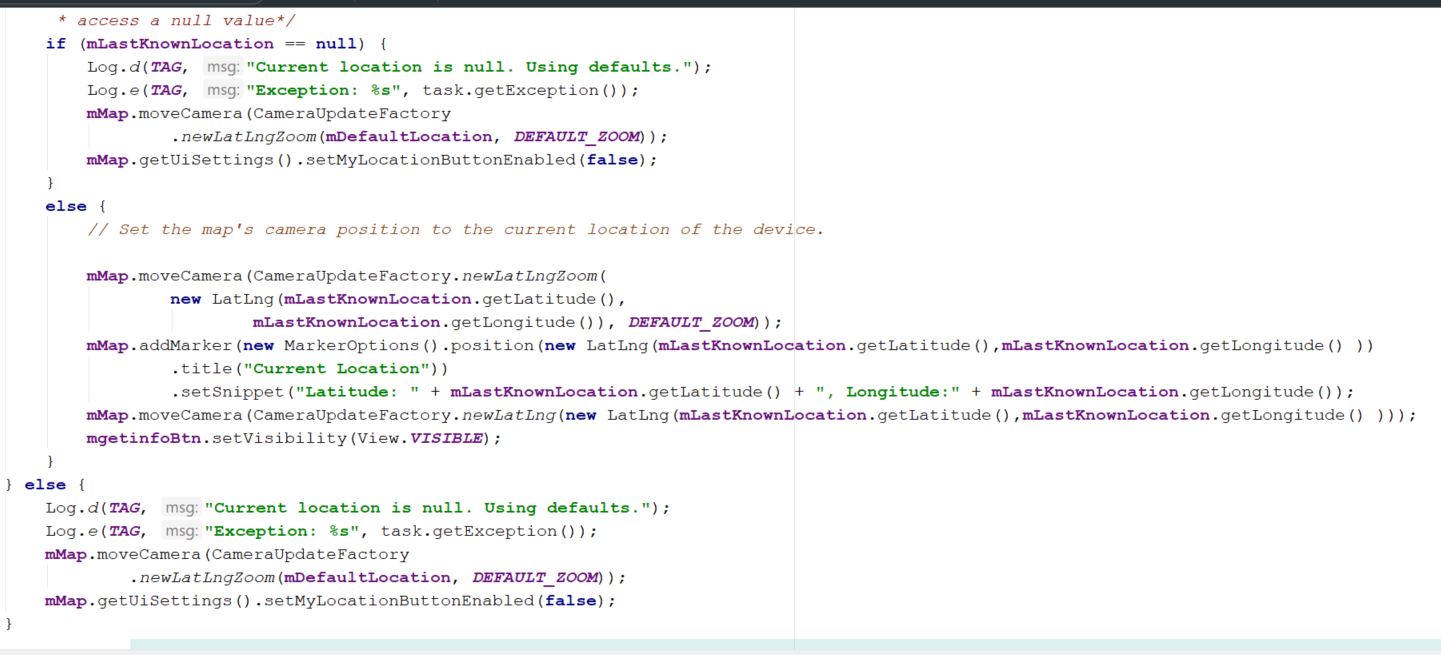 * access a null value*/
if (mLastKnownLocation == null) {
Log.d(TAG, msg: "Current location is null. Using defaults.");
Log.e(TAG, msg: "Exception: %s", task.getException());
mMap.moveCamera(CameraUpdateFactory
.newLatLngZoom(mDefaultLocation, DEFAULT_ZOOM));
mMap.getUiSettings().setMyLocationButtonEnabled(false);
}
else {
// Set the map's camera position to the current location of the device.
mMap.moveCamera(CameraUpdateFactory.newLatLngZoom(
new LatLng(mLastKnownLocation.getLatitude(),
mLastKnownLocation.getLongitude()), DEFAULT_ZOOM));
mMap.addMarker(new MarkerOptions().position(new LatLng(mLastKnownLocation.getLatitude(),mLastKnownLocation.getLongitude() ))
.title("Current Location"))
.setSnippet("Latitude: " + mLastKnownLocation.getLatitude() + ", Longitude:" + mLastKnownLocation.getLongitude());
mMap.moveCamera(CameraUpdateFactory.newLatLng(new LatLng(mLastKnownLocation.getLatitude(),mLastKnownLocation.getLongitude() )));
mgetinfoBtn.setVisibility(View.VISIBLE);
}
} else {
Log.d(TAG, msg: "Current location is null. Using defaults.");
Log.e(TAG, msg: "Exception: %s", task.getException());
mMap.moveCamera(CameraUpdateFactory
.newLatLngZoom(mDefaultLocation, DEFAULT_ZOOM));
mMap.getUiSettings().setMyLocationButtonEnabled(false);
}